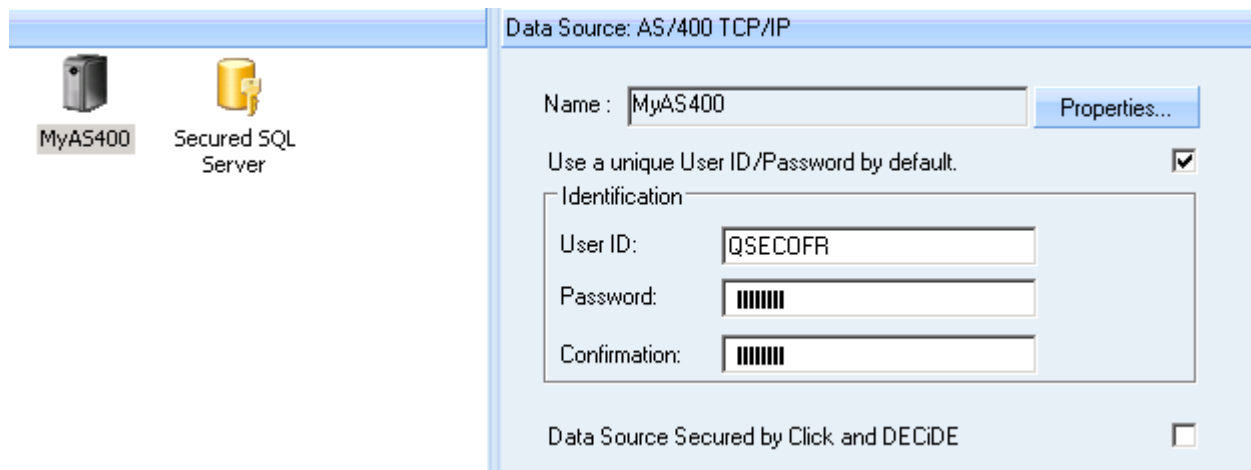 MyAS400
Secured SQL
Server
Data Source: AS/400 TCP/IP
Name :
MyAS400
Properties...
Use a unique User ID/Password by default.
Identification
User ID:
QSECOFR
Password:
Confirmation:
Data Source Secured by Click and DECiDE